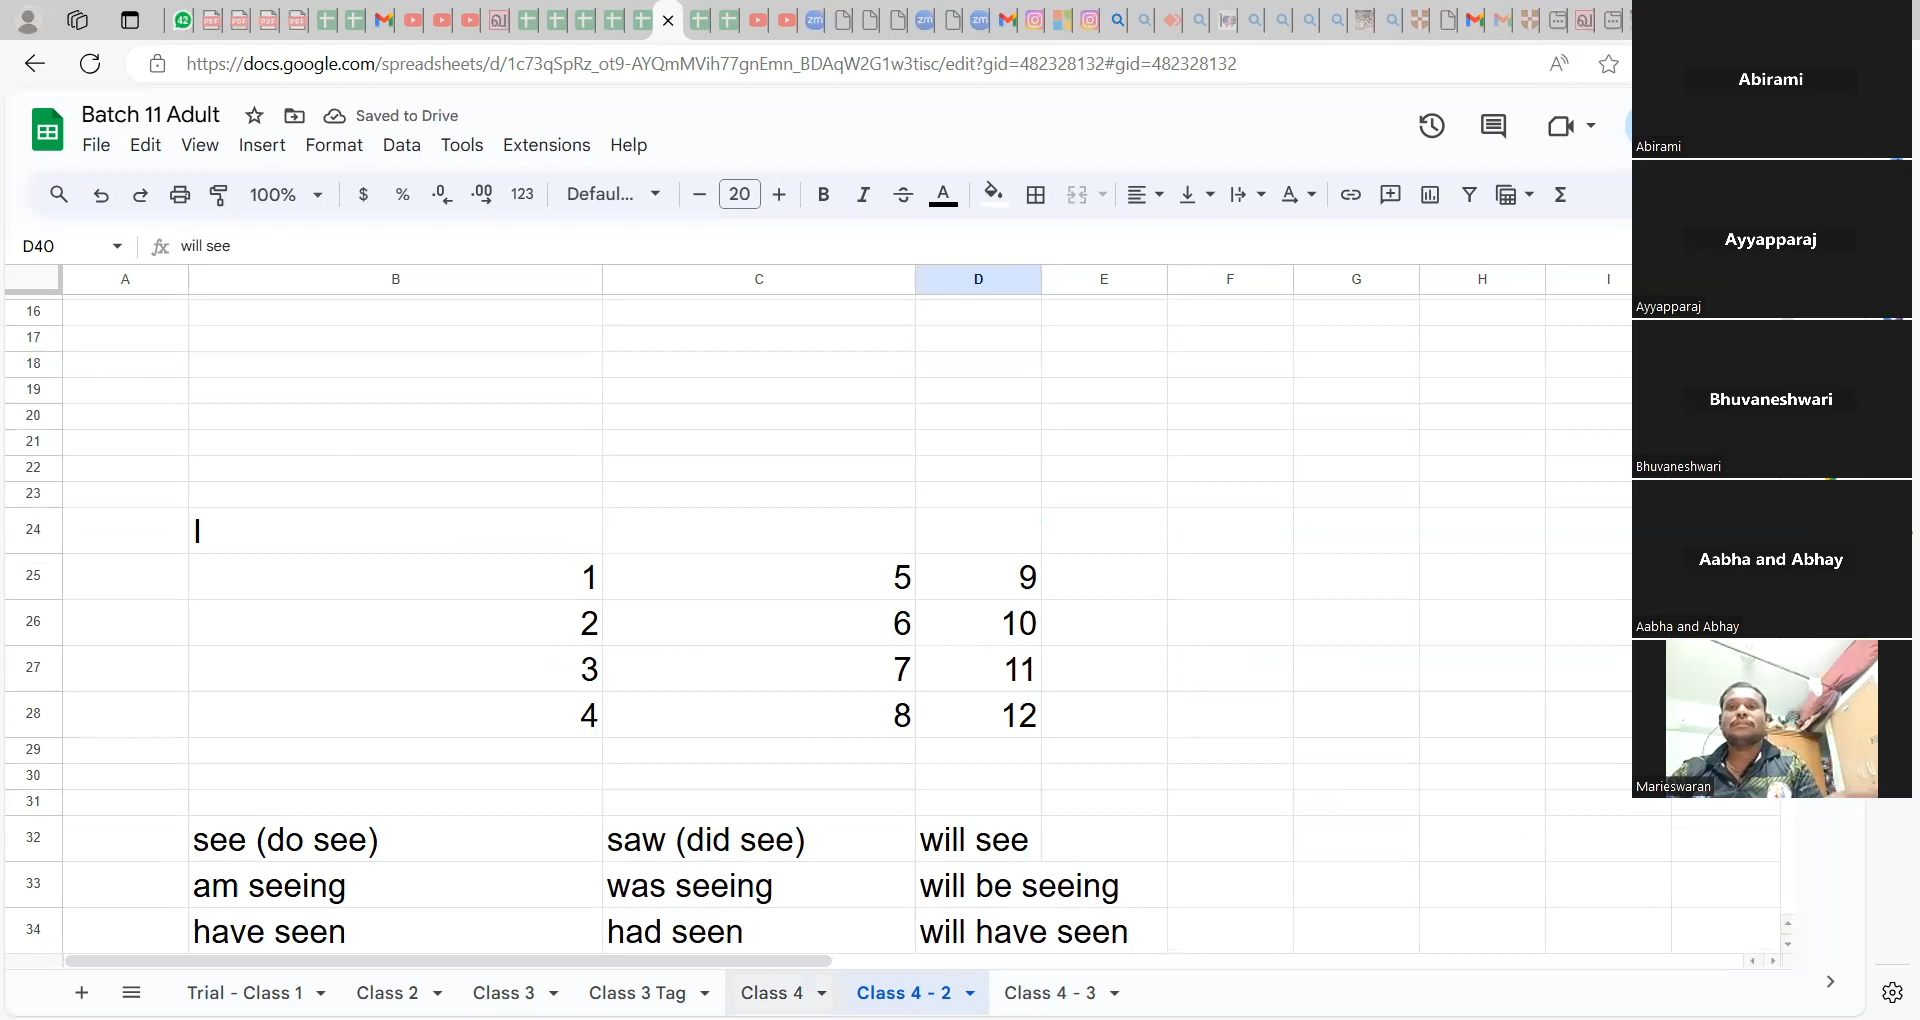 https://docs.google.com/spreadsheets/d/1c73qSpRz_ot9-AYQmMVih77gnEmn_BDAqW2G1w3tisc/edit?gid=482328132#gid=482328132
Batch 11 Adult
Saved to Drive
File Edit View Insert Format Data Tools Extensions Help
100% $ % .0 .00 123 Defaul... 20 B I A
D40 fx will see
A B C D E F G H I
16
17
18
19
20
21
22
23
24 I
25 1 5 9
26 2 6 10
27 3 7 11
28 4 8 12
29
30
31
32 see (do see) saw (did see) will see
33 am seeing was seeing will be seeing
34 have seen had seen will have seen
Trial - Class 1 Class 2 Class 3 Class 3 Tag Class 4 Class 4 - 2 Class 4 - 3
Abirami
Abirami
Ayyapparaj
Ayyapparaj
Bhuvaneshwari
Bhuvaneshwari
Aabha and Abhay
Aabha and Abhay
Marieswaran